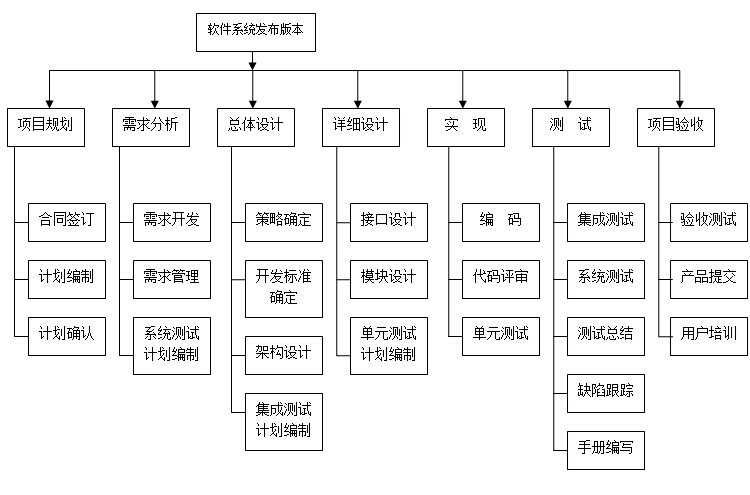 软件系统发布版本
项目规划
需求分析
总体设计
详细设计
实 现
测 试
项目验收
合同签订
计划编制
计划确认
需求开发
需求管理
系统测试
计划编制
策略确定
开发标准
确定
架构设计
集成测试
计划编制
接口设计
模块设计
单元测试
计划编制
编 码
代码评审
单元测试
集成测试
系统测试
测试总结
缺陷跟踪
手册编写
验收测试
产品提交
用户培训